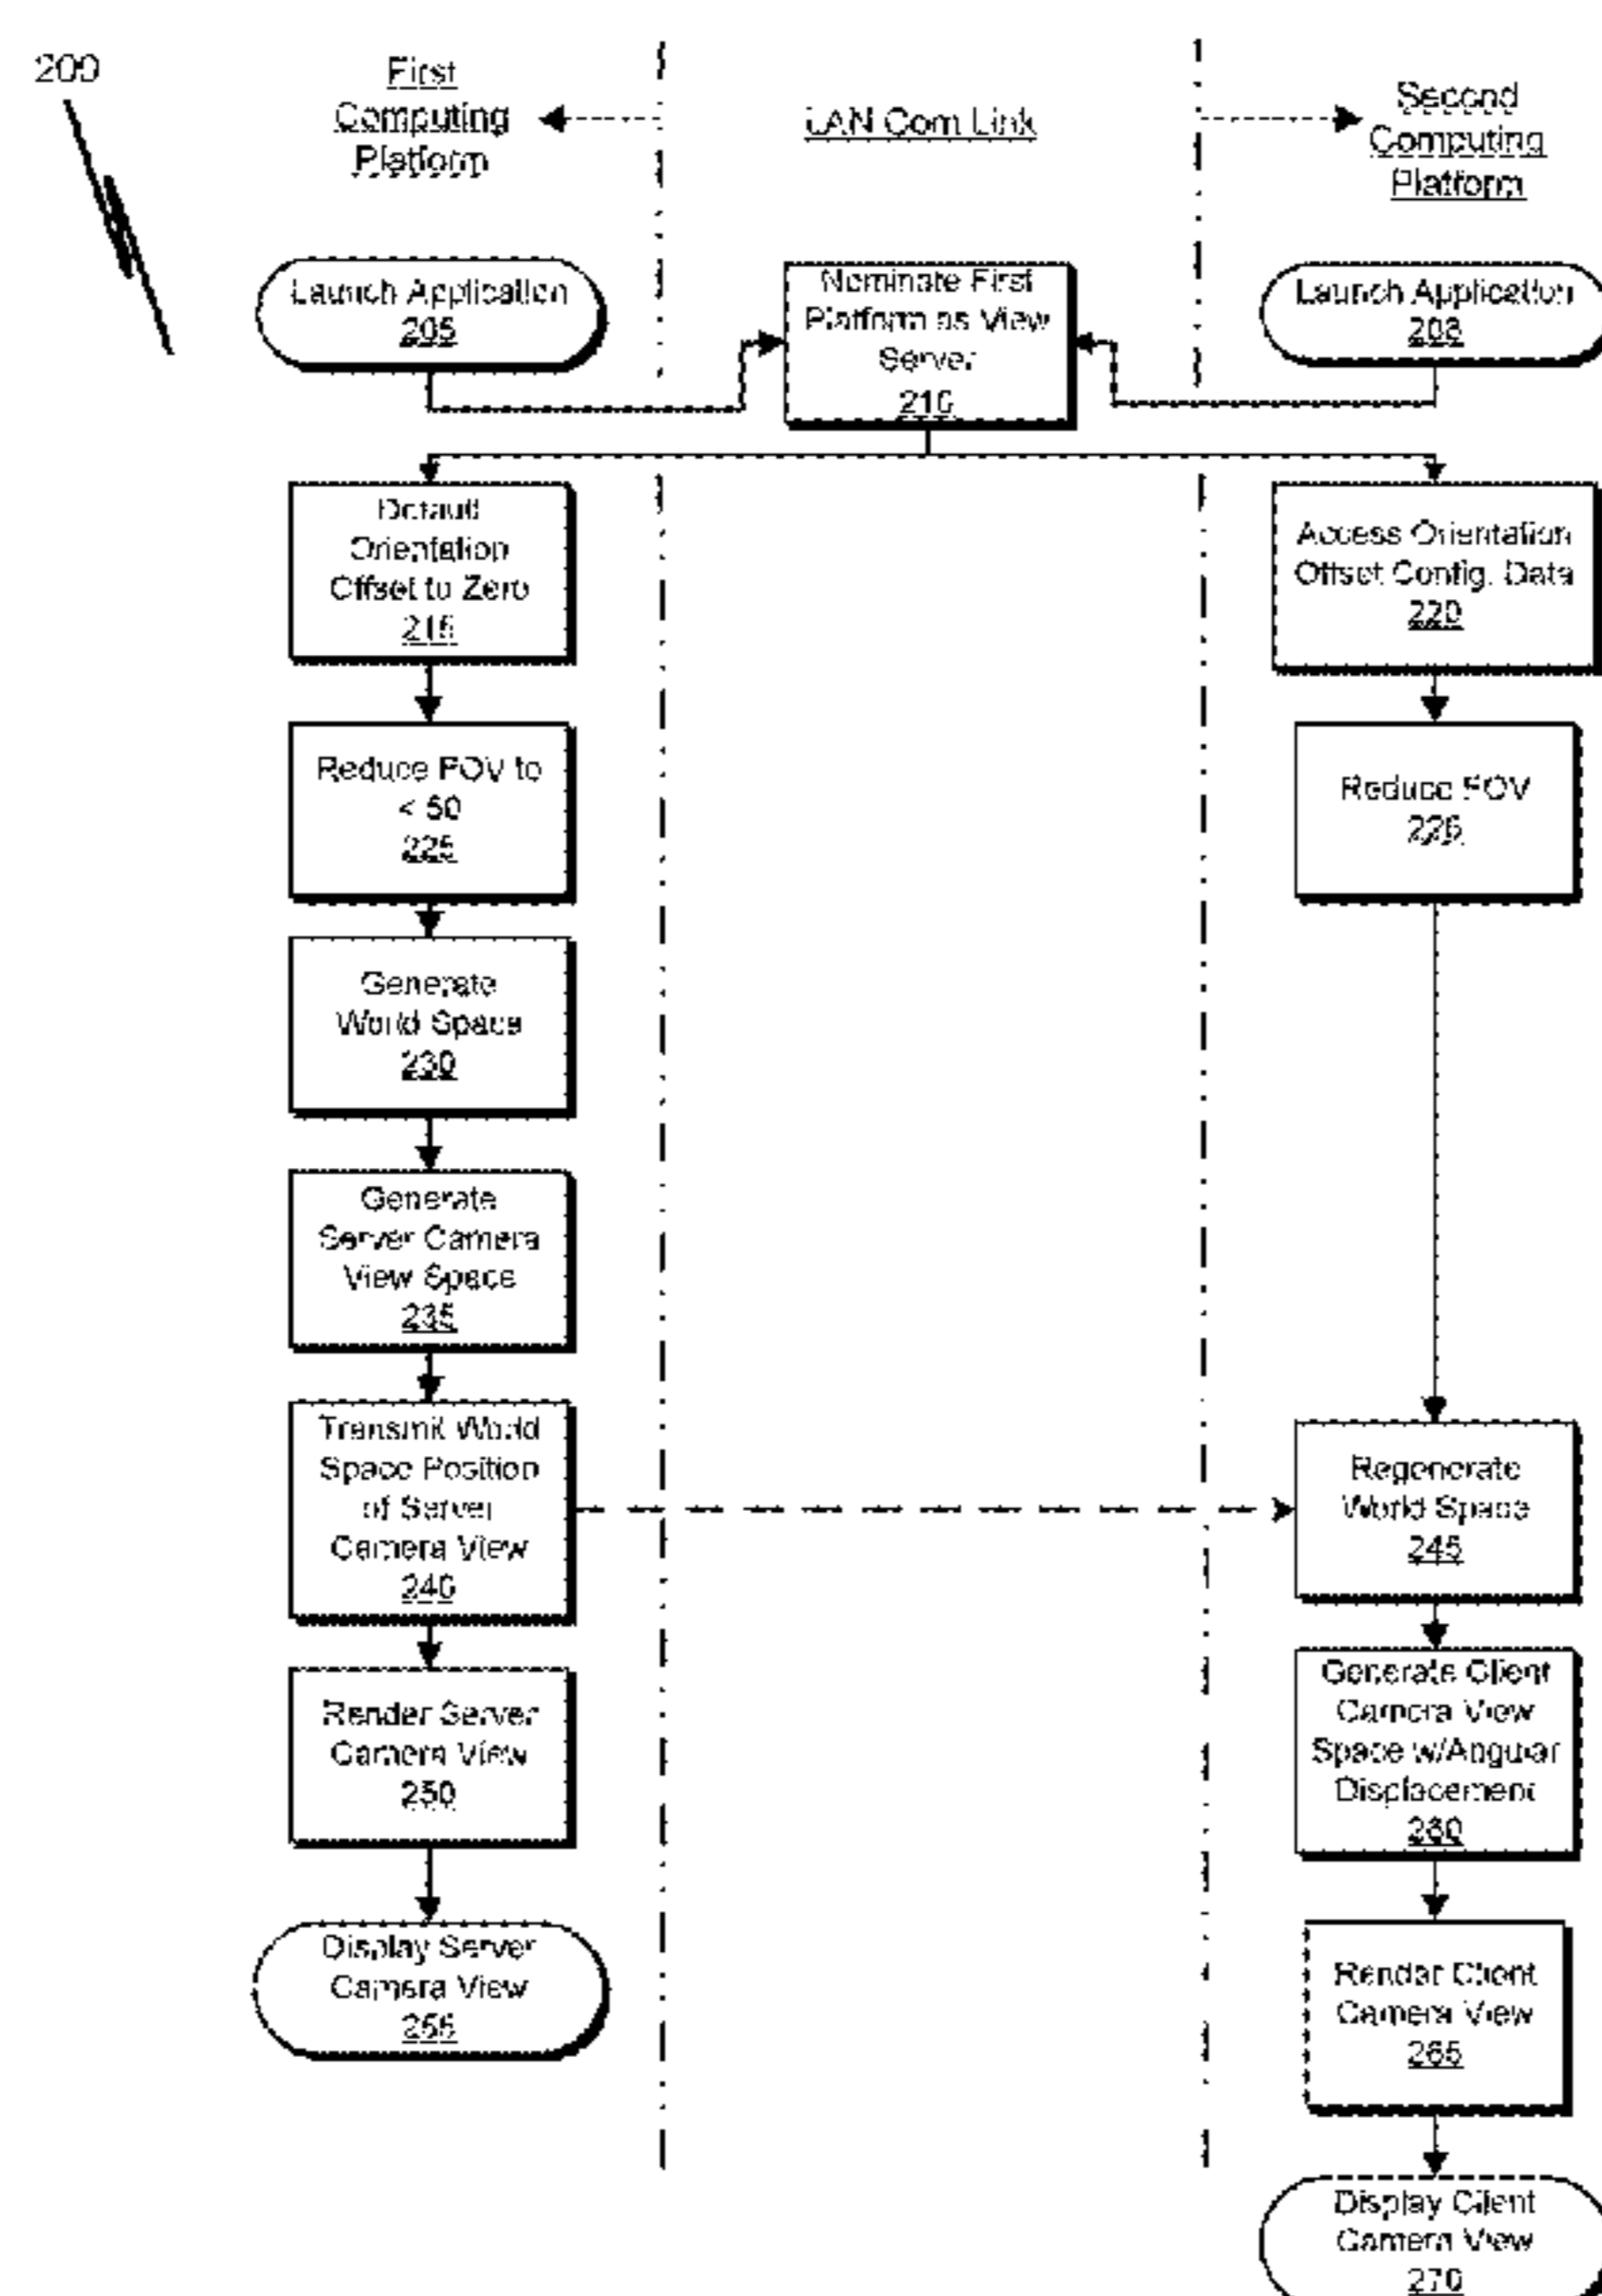 200
First
Computing
Platform
LAN Com Link
Second
Computing
Platform
Launch Application
205
Nominate First
Platform as View
Server
210
Launch Application
208
Default
Orientation
Offset to Zero
215
Access Orientation
Offset Config. Data
220
Reduce FOV to
< 60
225
Reduce FOV
226
Generate
World Space
230
Generate
Server Camera
View Space
235
Transmit World
Space Position
of Server
Camera View
240
Regenerate
World Space
245
Render Server
Camera View
250
Generate Client
Camera View
Space w/Angular
Displacement
260
Display Server
Camera View
255
Render Client
Camera View
265
Display Client
Camera View
270